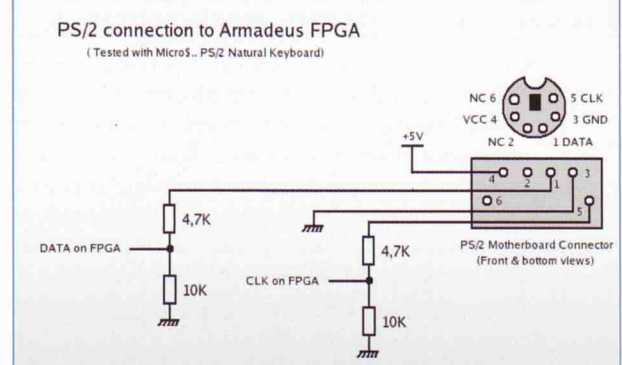 PS/2 connection to Armadeus FPGA
( Tested with Micro$.. PS/2 Natural Keyboard)
NC 6
5 CLK
VCC 4
3 GND
NC 2
1 DATA
+5V
4
2
1
3
6
5
4,7K
DATA on FPGA
4,7K
PS/2 Motherboard Connector
(Front & bottom views)
10K
CLK on FPGA
10K